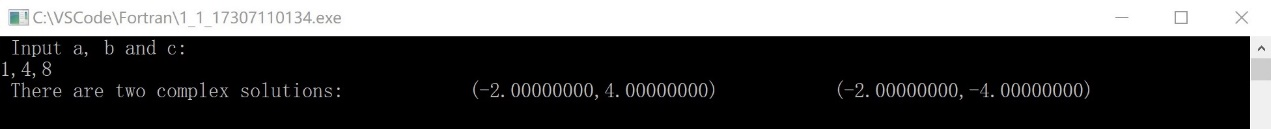 C:\VSCode\Fortran\1_1_17307110134.exe
Input a, b and c:
1,4,8
There are two complex solutions: (-2.00000000,4.00000000) (-2.00000000,-4.00000000)